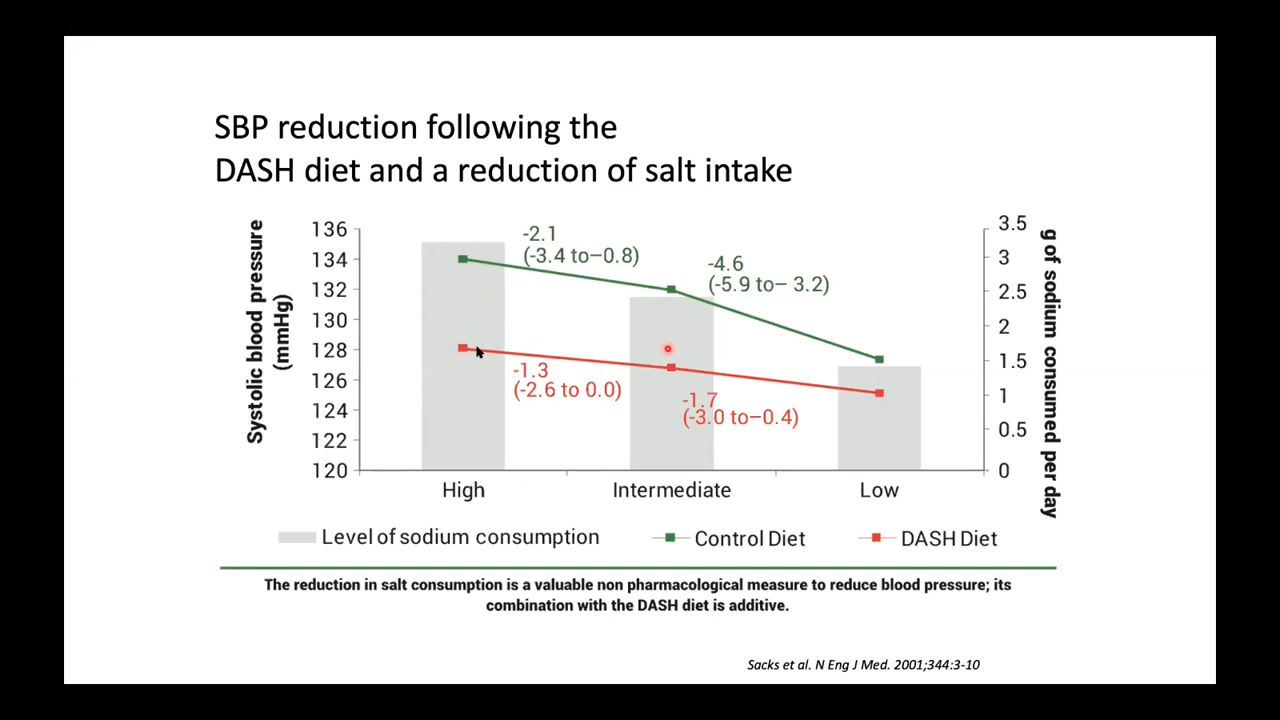 SBP reduction following the
DASH diet and a reduction of salt intake
Systolic blood pressure
(mmHg)
136
134
132
130
128
126
124
122
120
-2.1
(-3.4 to–0.8)
-4.6
(-5.9 to– 3.2)
-1.3
(-2.6 to 0.0)
-1.7
(-3.0 to–0.4)
3.5
3
2.5
2
1.5
1
0.5
0
g of sodium consumed per day
High
Intermediate
Low
Level of sodium consumption
Control Diet
DASH Diet
The reduction in salt consumption is a valuable non pharmacological measure to reduce blood pressure; its
combination with the DASH diet is additive.
Sacks et al. N Eng J Med. 2001;344:3-10